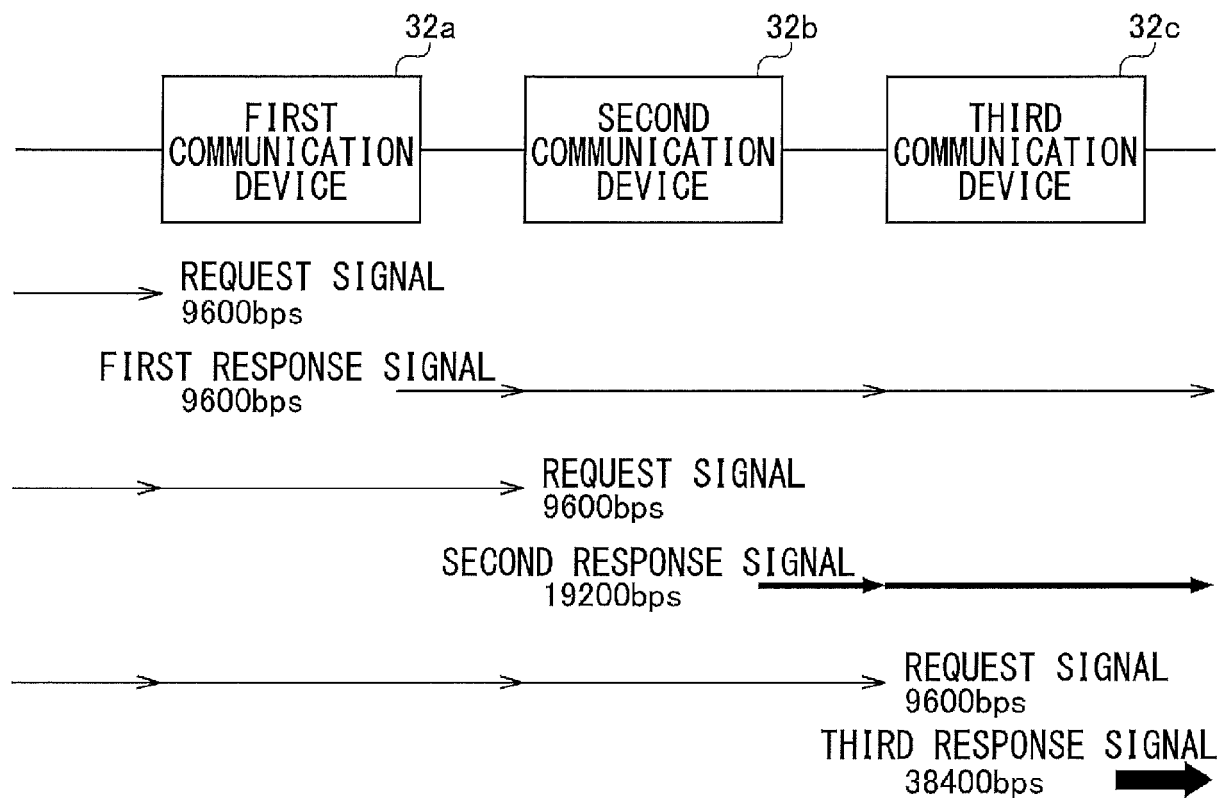 32a
32b
32c
FIRST
COMMUNICATION
DEVICE
SECOND
COMMUNICATION
DEVICE
THIRD
COMMUNICATION
DEVICE
REQUEST SIGNAL
9600bps
FIRST RESPONSE SIGNAL
9600bps
REQUEST SIGNAL
9600bps
SECOND RESPONSE SIGNAL
19200bps
REQUEST SIGNAL
9600bps
THIRD RESPONSE SIGNAL
38400bps